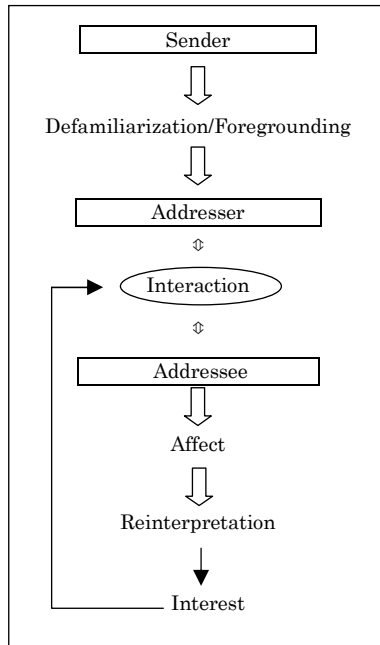 Sender
Defamiliarization/Foregrounding
Addresser
Interaction
Addressee
Affect
Reinterpretation
Interest